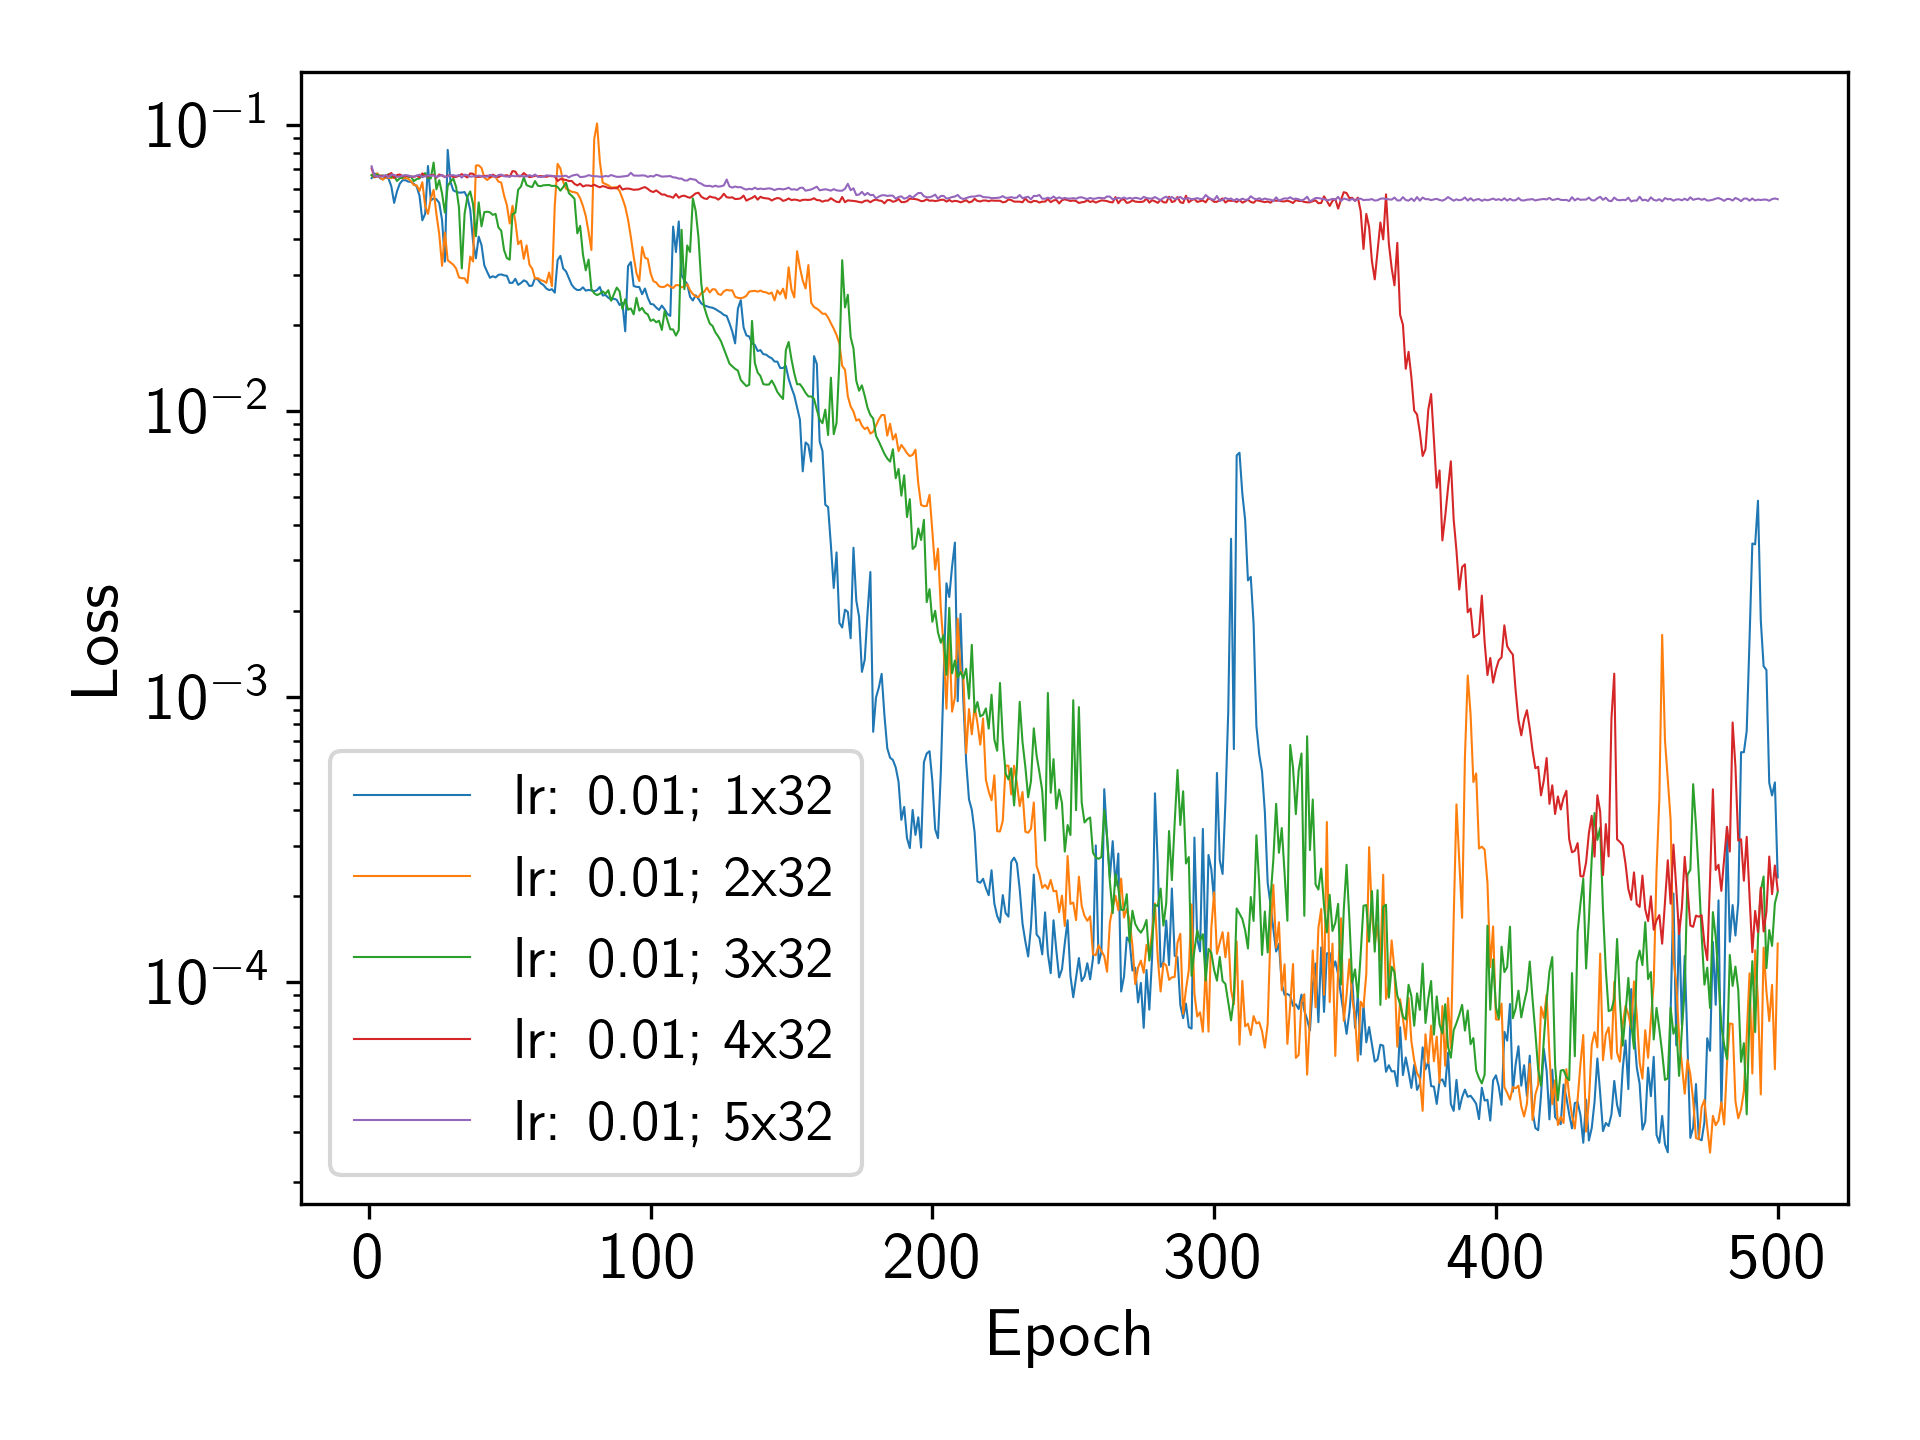 10⁻¹
10⁻²
10⁻³
10⁻⁴
Loss
lr: 0.01; 1x32
lr: 0.01; 2x32
lr: 0.01; 3x32
lr: 0.01; 4x32
lr: 0.01; 5x32
0 100 200 300 400 500
Epoch